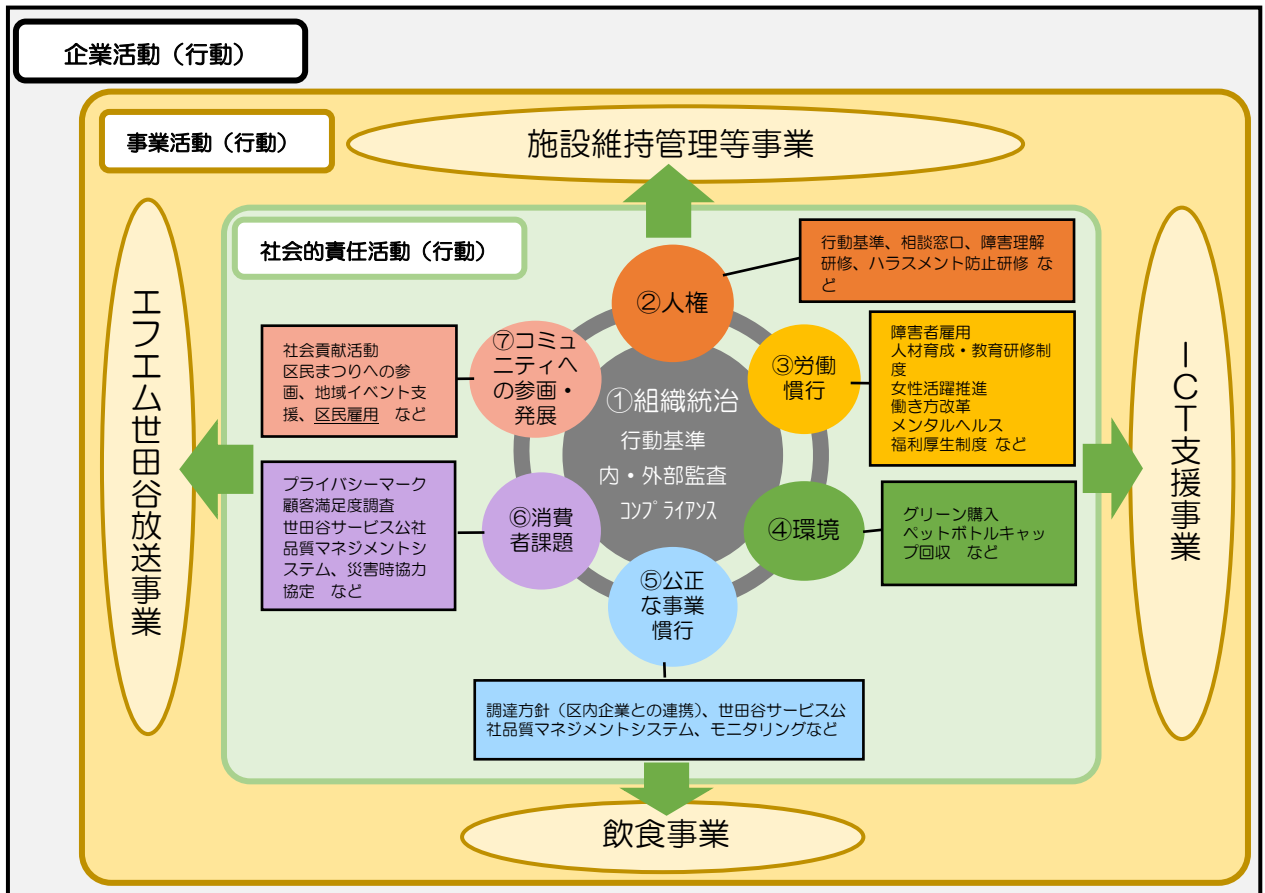 企業活動（行動）
事業活動（行動）
施設維持管理等事業
社会的責任活動（行動）
エフエム世田谷放送事業
ICT支援事業
②人権
行動基準、相談窓口、障害理解
研修、ハラスメント防止研修 な
ど
③労働
慣行
障害者雇用
人材育成・教育研修制
度
女性活躍推進
働き方改革
メンタルヘルス
福利厚生制度 など
⑦コミュ
ニティへ
の参画・
発展
社会貢献活動
区民まつりへの参
画、地域イベント支
援、区民雇用　など
①組織統治
行動基準
内・外部監査
ｺﾝﾌﾟﾗｲｱﾝｽ
⑥消費
者課題
プライバシーマーク
顧客満足度調査
世田谷サービス公社
品質マネジメントシ
ステム、災害時協力
協定　など
④環境
グリーン購入
ペットボトルキャッ
プ回収　など
⑤公正
な事業
慣行
調達方針（区内企業との連携）、世田谷サービス公
社品質マネジメントシステム、モニタリングなど
飲食事業